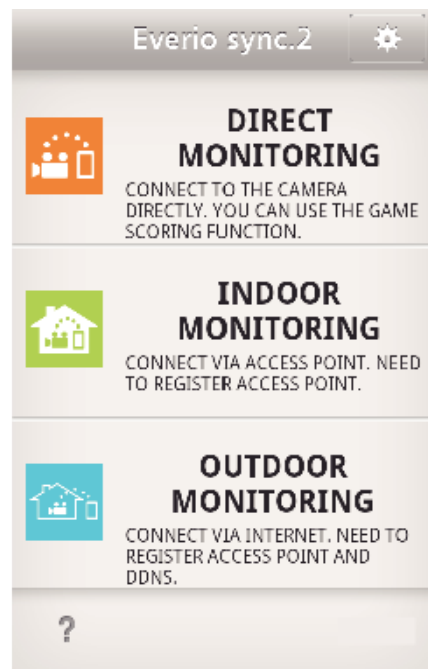 Everio sync.2
DIRECT
MONITORING
CONNECT TO THE CAMERA
DIRECTLY. YOU CAN USE THE GAME
SCORING FUNCTION.
INDOOR
MONITORING
CONNECT VIA ACCESS POINT. NEED
TO REGISTER ACCESS POINT.
OUTDOOR
MONITORING
CONNECT VIA INTERNET. NEED TO
REGISTER ACCESS POINT AND
DDNS.
?